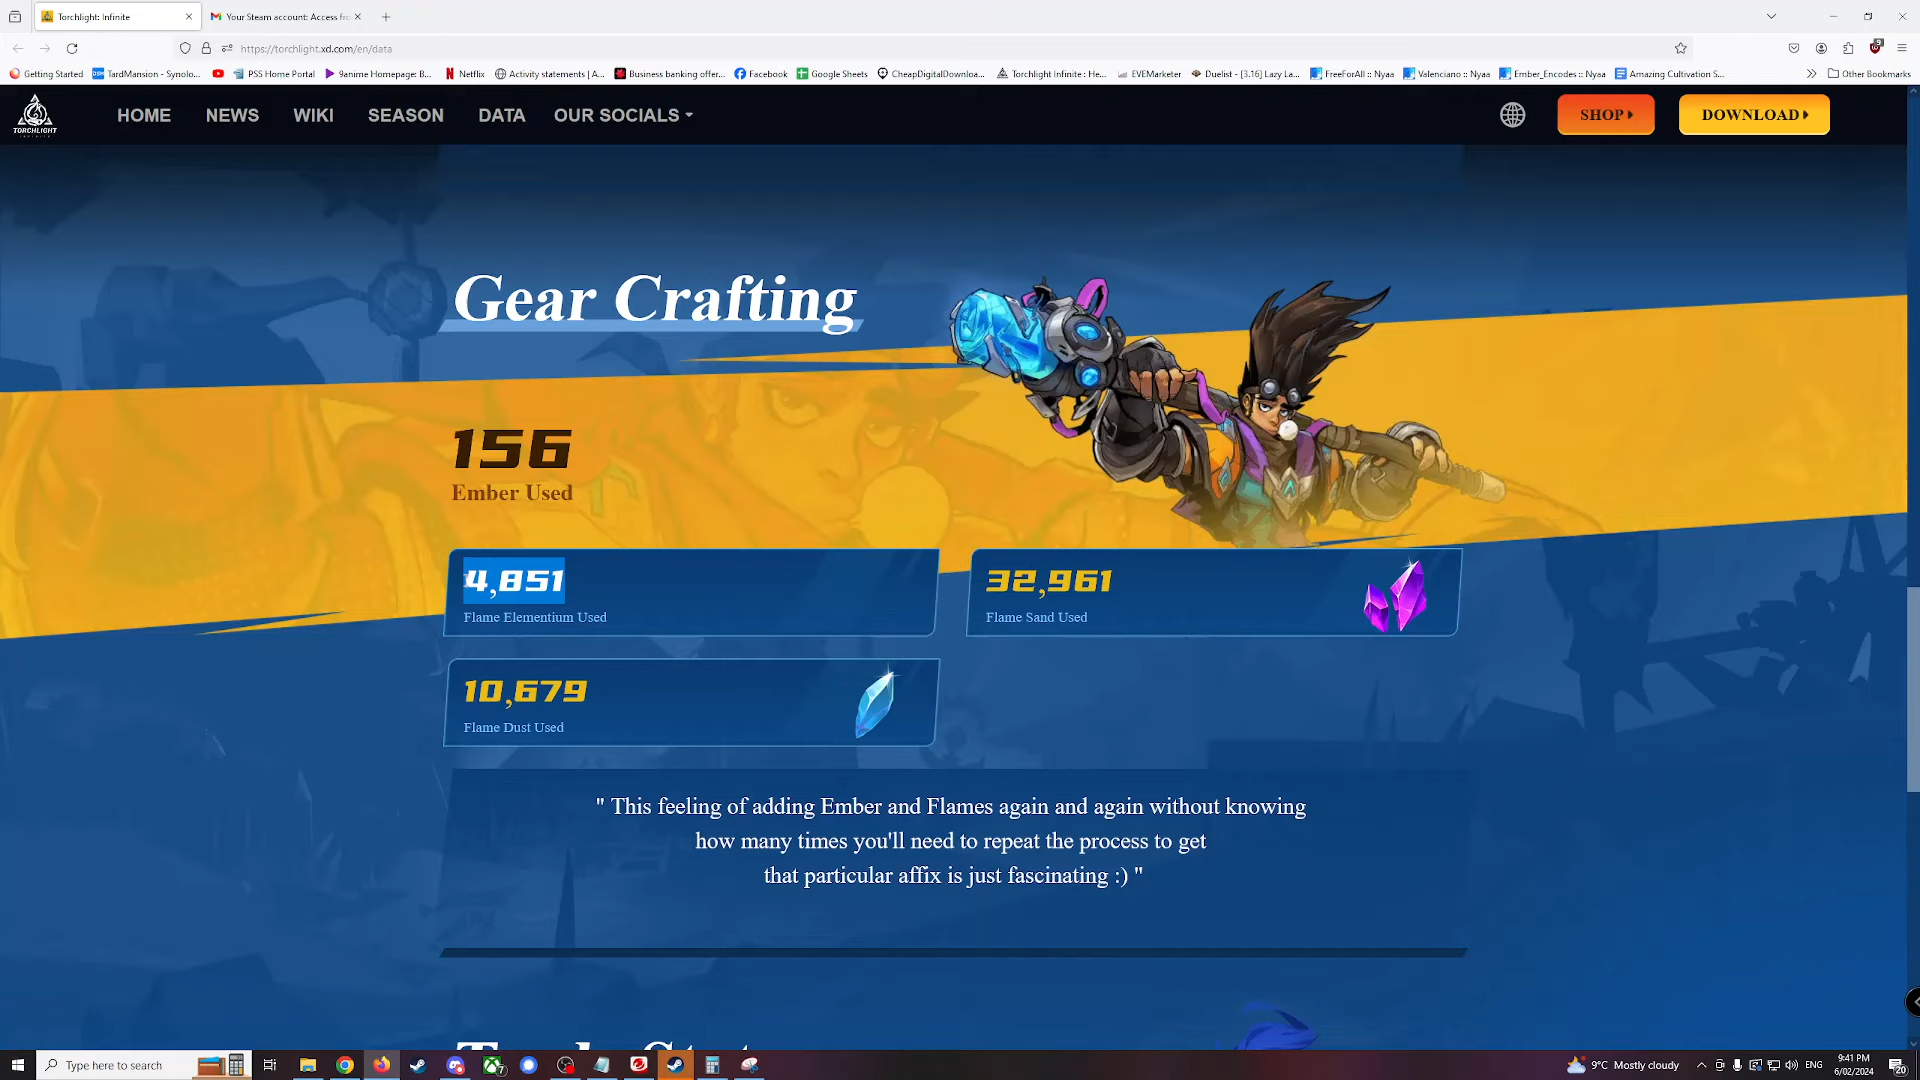 Torchlight: Infinite
Your Steam account: Access fr
https://torchlight.xd.com/en/data
Getting Started
TardMansion - Synolo...
PSS Home Portal
9anime Homepage: B...
Netflix
Activity statements | A...
Business banking offer...
Facebook
Google Sheets
CheapDigitalDownloa...
Torchlight Infinite : He...
EVEMarketer
Duelist - [3.16] Lazy La...
FreeForAll :: Nyaa
Valenciano :: Nyaa
Ember_Encodes :: Nyaa
Amazing Cultivation S...
Other Bookmarks
TORCHLIGHT
INFINITE
HOME
NEWS
WIKI
SEASON
DATA
OUR SOCIALS
SHOP
DOWNLOAD
Gear Crafting
156
Ember Used
4,851
Flame Elementium Used
32,961
Flame Sand Used
10,679
Flame Dust Used
" This feeling of adding Ember and Flames again and again without knowing
how many times you'll need to repeat the process to get
that particular affix is just fascinating :) "
Type here to search
9°C Mostly cloudy
ENG
9:41 PM
6/02/2024
20